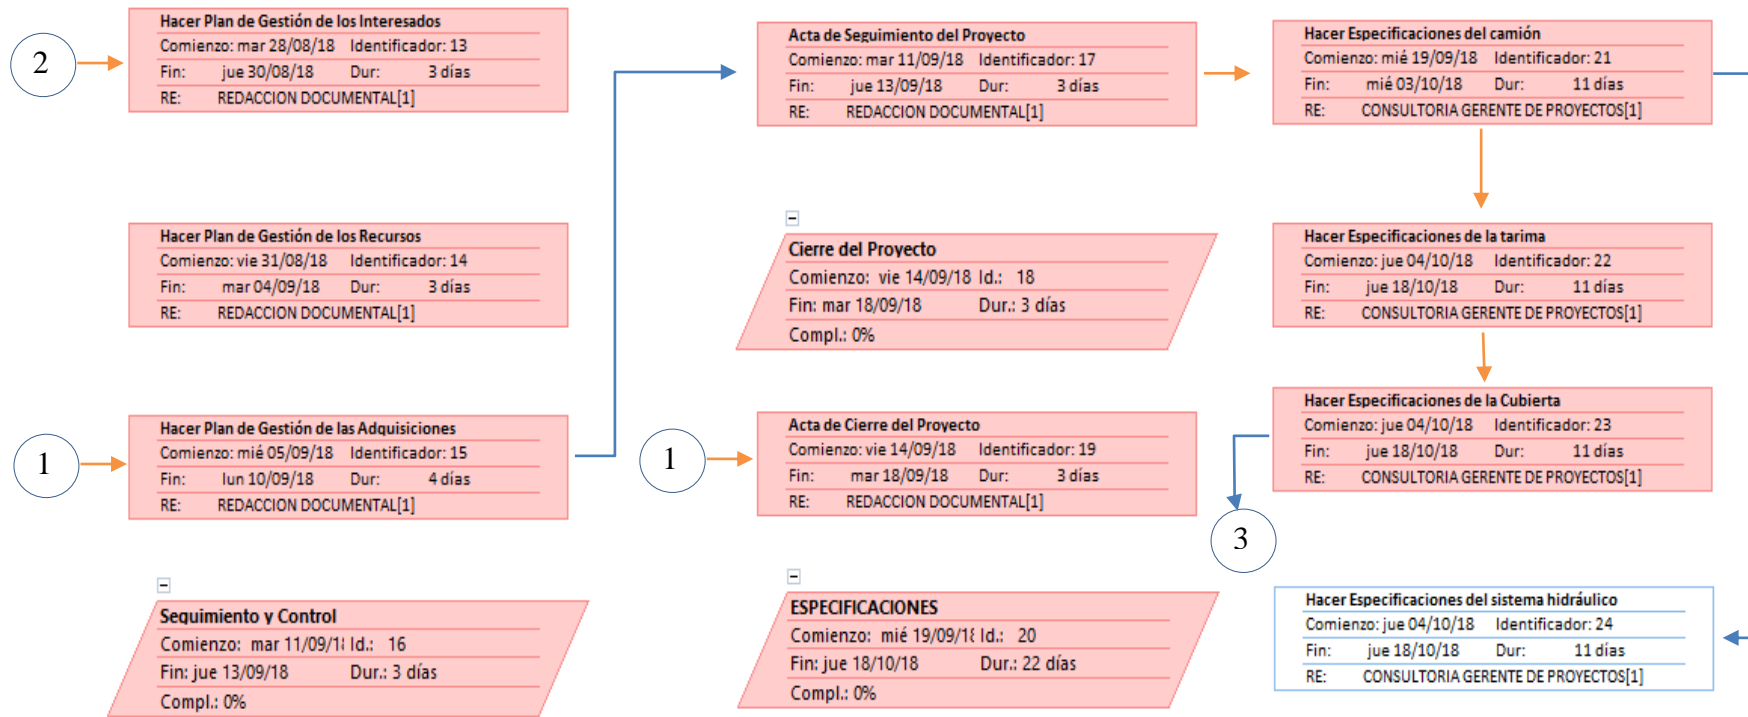 2
Hacer Plan de Gestión de los Interesados
Comienzo: mar 28/08/18 Identificador: 13
Fin: jue 30/08/18 Dur: 3 días
RE: REDACCION DOCUMENTAL[1]
Hacer Plan de Gestión de los Recursos
Comienzo: vie 31/08/18 Identificador: 14
Fin: mar 04/09/18 Dur: 3 días
RE: REDACCION DOCUMENTAL[1]
1
Hacer Plan de Gestión de las Adquisiciones
Comienzo: mié 05/09/18 Identificador: 15
Fin: lun 10/09/18 Dur: 4 días
RE: REDACCION DOCUMENTAL[1]
Seguimiento y Control
Comienzo: mar 11/09/18 Id.: 16
Fin: jue 13/09/18 Dur.: 3 días
Compl.: 0%
Acta de Seguimiento del Proyecto
Comienzo: mar 11/09/18 Identificador: 17
Fin: jue 13/09/18 Dur: 3 días
RE: REDACCION DOCUMENTAL[1]
Cierre del Proyecto
Comienzo: vie 14/09/18 Id.: 18
Fin: mar 18/09/18 Dur.: 3 días
Compl.: 0%
1
Acta de Cierre del Proyecto
Comienzo: vie 14/09/18 Identificador: 19
Fin: mar 18/09/18 Dur: 3 días
RE: REDACCION DOCUMENTAL[1]
ESPECIFICACIONES
Comienzo: mié 19/09/18 Id.: 20
Fin: jue 18/10/18 Dur.: 22 días
Compl.: 0%
Hacer Especificaciones del camión
Comienzo: mié 19/09/18 Identificador: 21
Fin: mié 03/10/18 Dur: 11 días
RE: CONSULTORIA GERENTE DE PROYECTOS[1]
Hacer Especificaciones de la tarima
Comienzo: jue 04/10/18 Identificador: 22
Fin: jue 18/10/18 Dur: 11 días
RE: CONSULTORIA GERENTE DE PROYECTOS[1]
Hacer Especificaciones de la Cubierta
Comienzo: jue 04/10/18 Identificador: 23
Fin: jue 18/10/18 Dur: 11 días
RE: CONSULTORIA GERENTE DE PROYECTOS[1]
3
Hacer Especificaciones del sistema hidráulico
Comienzo: jue 04/10/18 Identificador: 24
Fin: jue 18/10/18 Dur: 11 días
RE: CONSULTORIA GERENTE DE PROYECTOS[1]